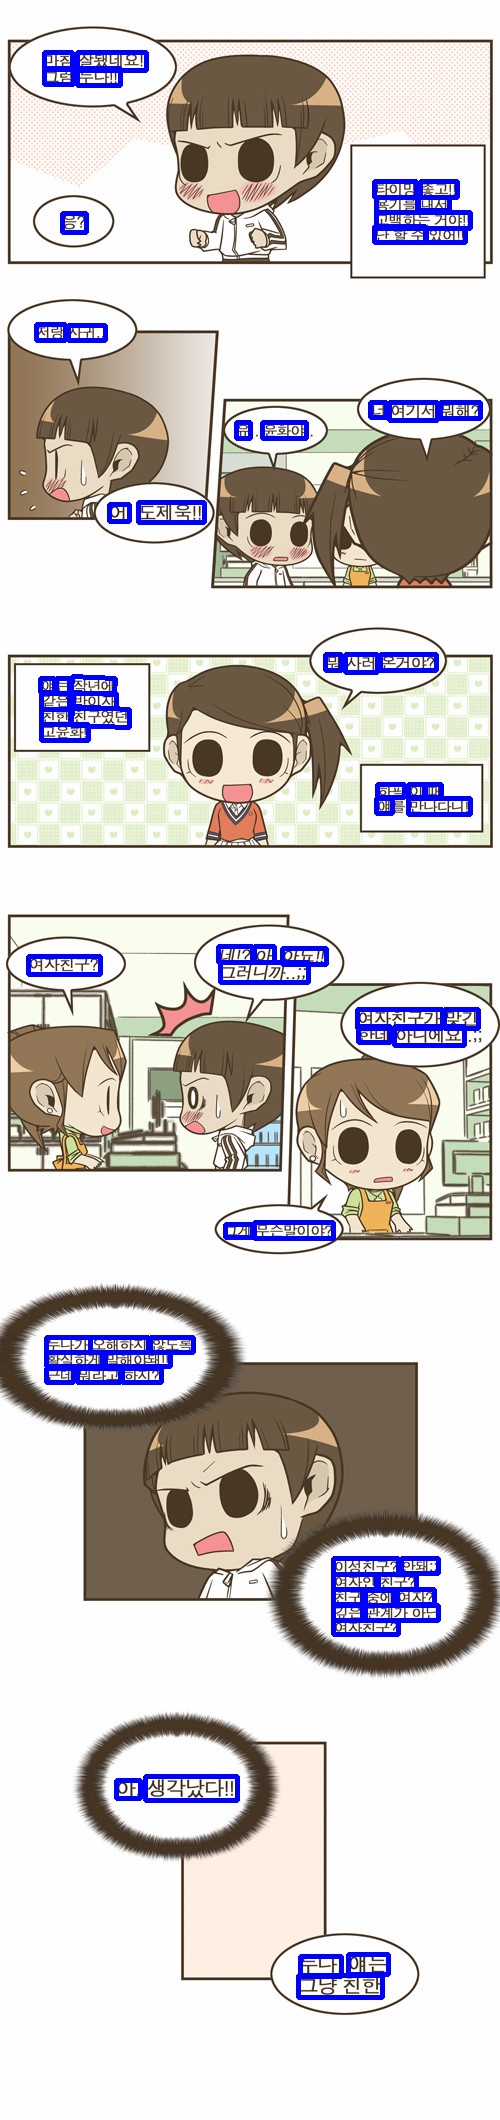 마침 잘됐네요!
그럼 누나!!
응?
타이밍 좋고!
용기를 내서
고백하는 거야!
난 할 수 있어!
저랑 사귀..
어 도제욱!!
유.. 윤화야..
너 여기서 뭐해?
뭐 사러 온거야?
얘는 작년에
같은 반이자
친한 친구였던
고윤화!
하필 이때
얘를 만나다니!
여자친구?
네!? 아 아뇨!!
그러니까..;;
여자친구가 맞긴
한데 아니에요..;;
그게 무슨말이야?
누나가 오해하지 않도록
확실하게 말해야돼!!
근데 뭐라고 하지?
이성친구? 안돼;;
여자인 친구?
친구 중에 여자?
깊은 관계가 아닌
여자친구?
아 생각났다!!
누나 얘는
그냥 친한